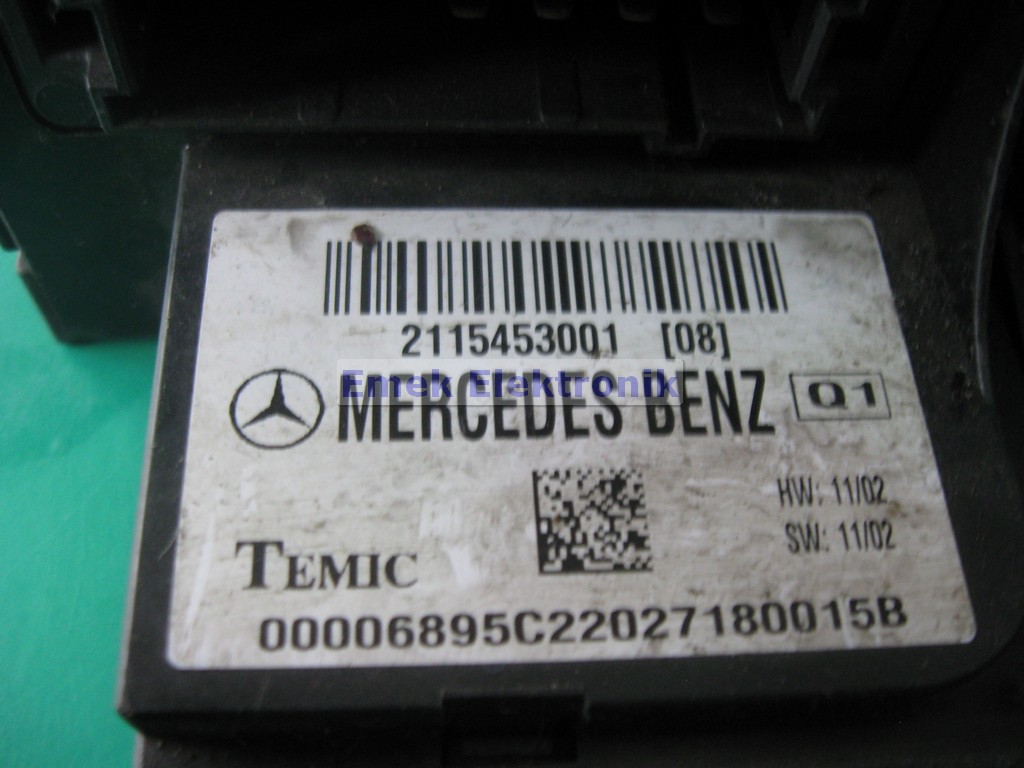 2115453001 [08]
Emek Elektronik
MERCEDES BENZ Q1
HW: 11/02
SW: 11/02
TEMIC
00006895C22027180015B